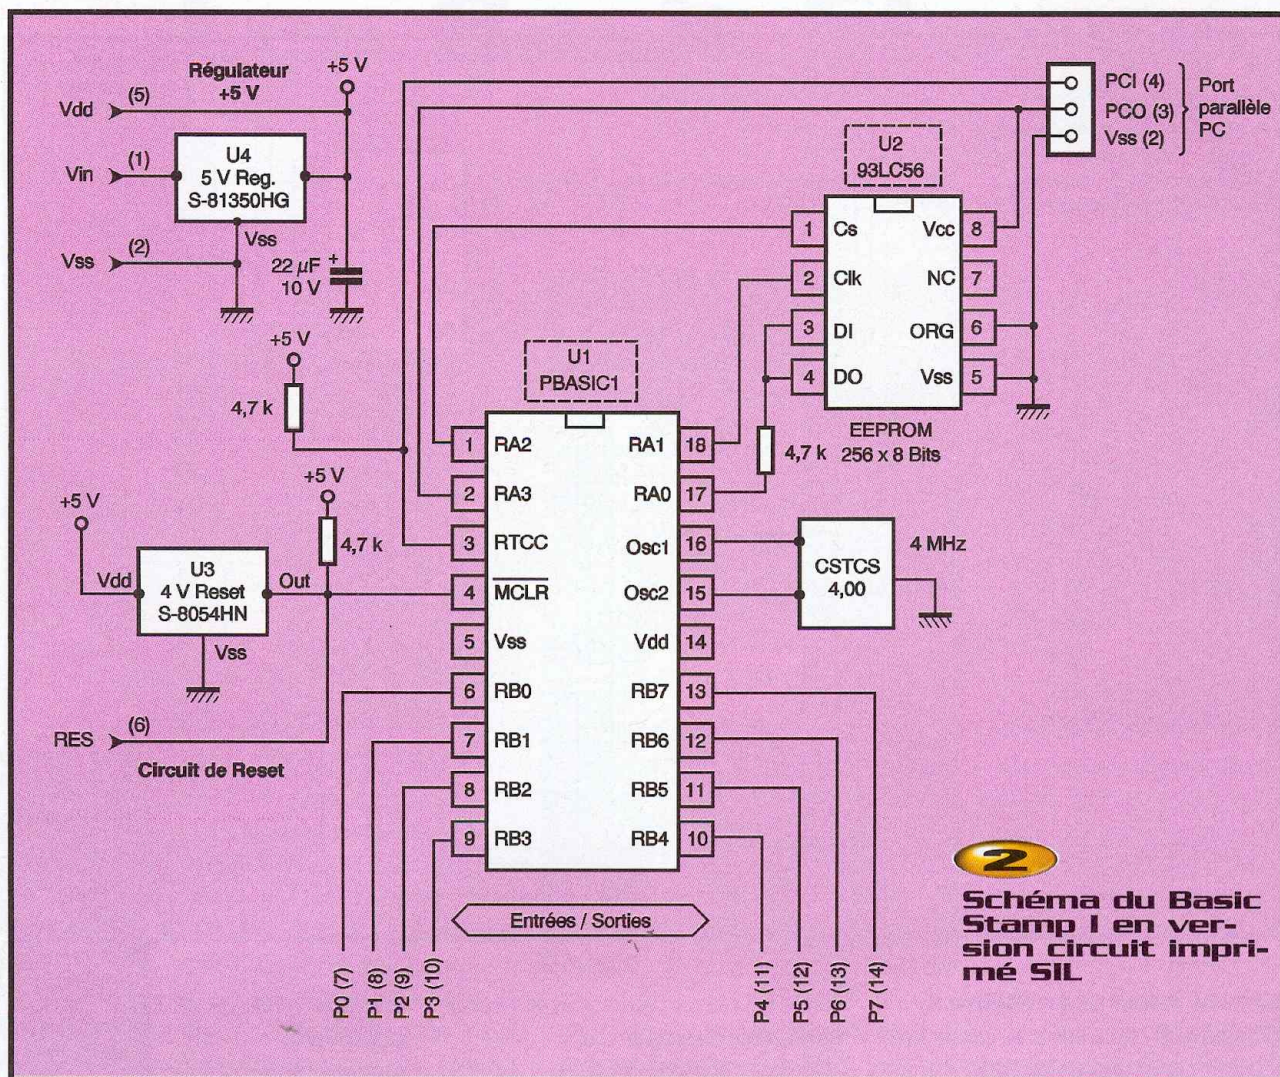 Régulateur
+5 V
+5 V
Vdd
(5)
Vin
(1)
U4
5 V Reg.
S-81350HG
Vss
(2)
Vss
22 µF
+
10 V
PCI (4)
PCO (3)
Vss (2)
Port
parallèle
PC
U2
93LC56
1 Cs Vcc 8
2 Clk NC 7
3 DI ORG 6
4 DO Vss 5
EEPROM
256 x 8 Bits
4,7 k
+5 V
4,7 k
+5 V
4,7 k
+5 V
Vdd
U3
4 V Reset
S-8054HN
Out
Vss
RES
(6)
Circuit de Reset
U1
PBASIC1
1 RA2 RA1 18
2 RA3 RA0 17
3 RTCC Osc1 16
4 MCLR Osc2 15
5 Vss Vdd 14
6 RB0 RB7 13
7 RB1 RB6 12
8 RB2 RB5 11
9 RB3 RB4 10
CSTCS
4,00
4 MHz
Entrées / Sorties
P0 (7)
P1 (8)
P2 (9)
P3 (10)
P4 (11)
P5 (12)
P6 (13)
P7 (14)
2
Schéma du Basic
Stamp I en ver-
sion circuit impri-
mé SIL